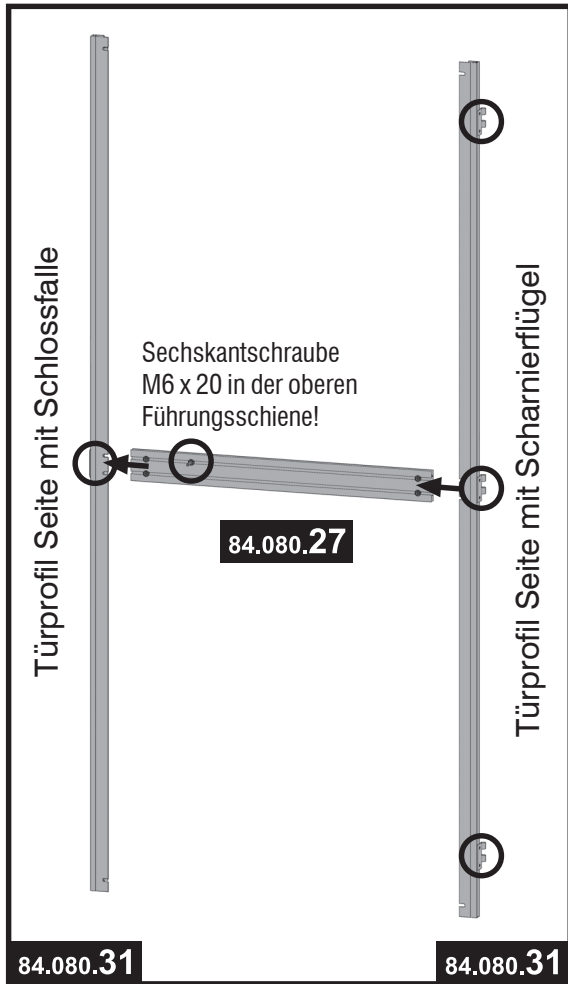 Türprofil Seite mit Schlossfalle
Sechskantschraube
M6 x 20 in der oberen
Führungsschiene!
84.080.27
Türprofil Seite mit Scharnierflügel
84.080.31
84.080.31